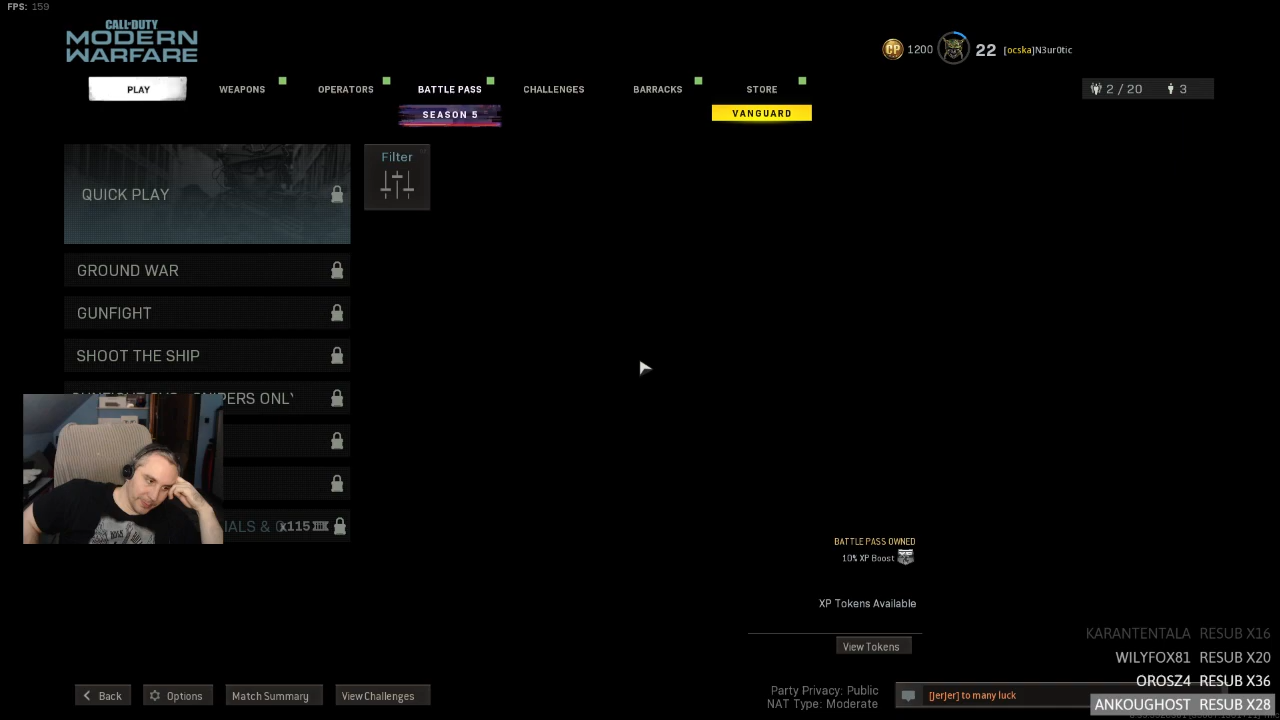 FPS: 159
CALL·DUTY
MODERN
WARFARE
CP 1200 22 [ocska]N3ur0tic
PLAY WEAPONS OPERATORS BATTLE PASS CHALLENGES BARRACKS STORE
2 / 20 3
SEASON 5 VANGUARD
Filter
QUICK PLAY
GROUND WAR
GUNFIGHT
SHOOT THE SHIP
ONLY
IALS & x115
BATTLE PASS OWNED
10% XP Boost
XP Tokens Available
View Tokens
KARANTENTALA RESUB X16
WILYFOX81 RESUB X20
OROSZ4 RESUB X36
ANKOUGHOST RESUB X28
Back Options Match Summary View Challenges
Party Privacy: Public
NAT Type: Moderate
[JerJer] to many luck